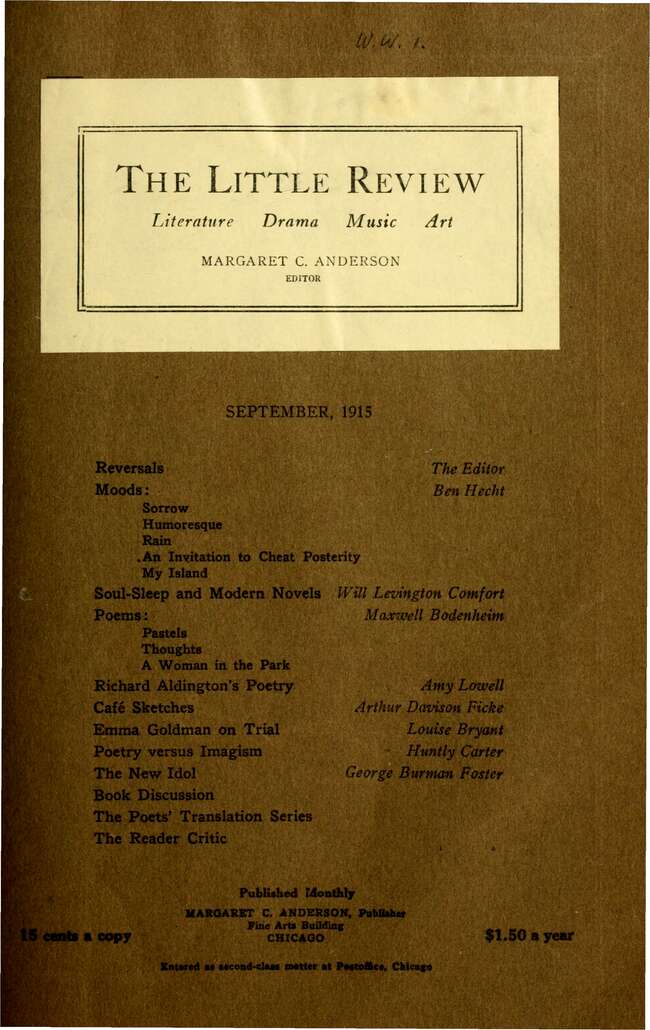 W.W. 1.
THE LITTLE REVIEW
Literature Drama Music Art
MARGARET C. ANDERSON
EDITOR
SEPTEMBER, 1915
Reversals The Editor
Moods: Ben Hecht
Sorrow
Humoresque
Rain
An Invitation to Cheat Posterity
My Island
Soul-Sleep and Modern Novels Will Levington Comfort
Poems: Maxwell Bodenheim
Pastels
Thoughts
A Woman in the Park
Richard Aldington's Poetry Amy Lowell
Café Sketches Arthur Davison Ficke
Emma Goldman on Trial Louise Bryant
Poetry versus Imagism Huntly Carter
The New Idol George Burman Foster
Book Discussion
The Poets' Translation Series
The Reader Critic
Published Monthly
MARGARET C. ANDERSON, Publisher
Fine Arts Building
CHICAGO
15 cents a copy $1.50 a year
Entered as second-class matter at Postoffice, Chicago